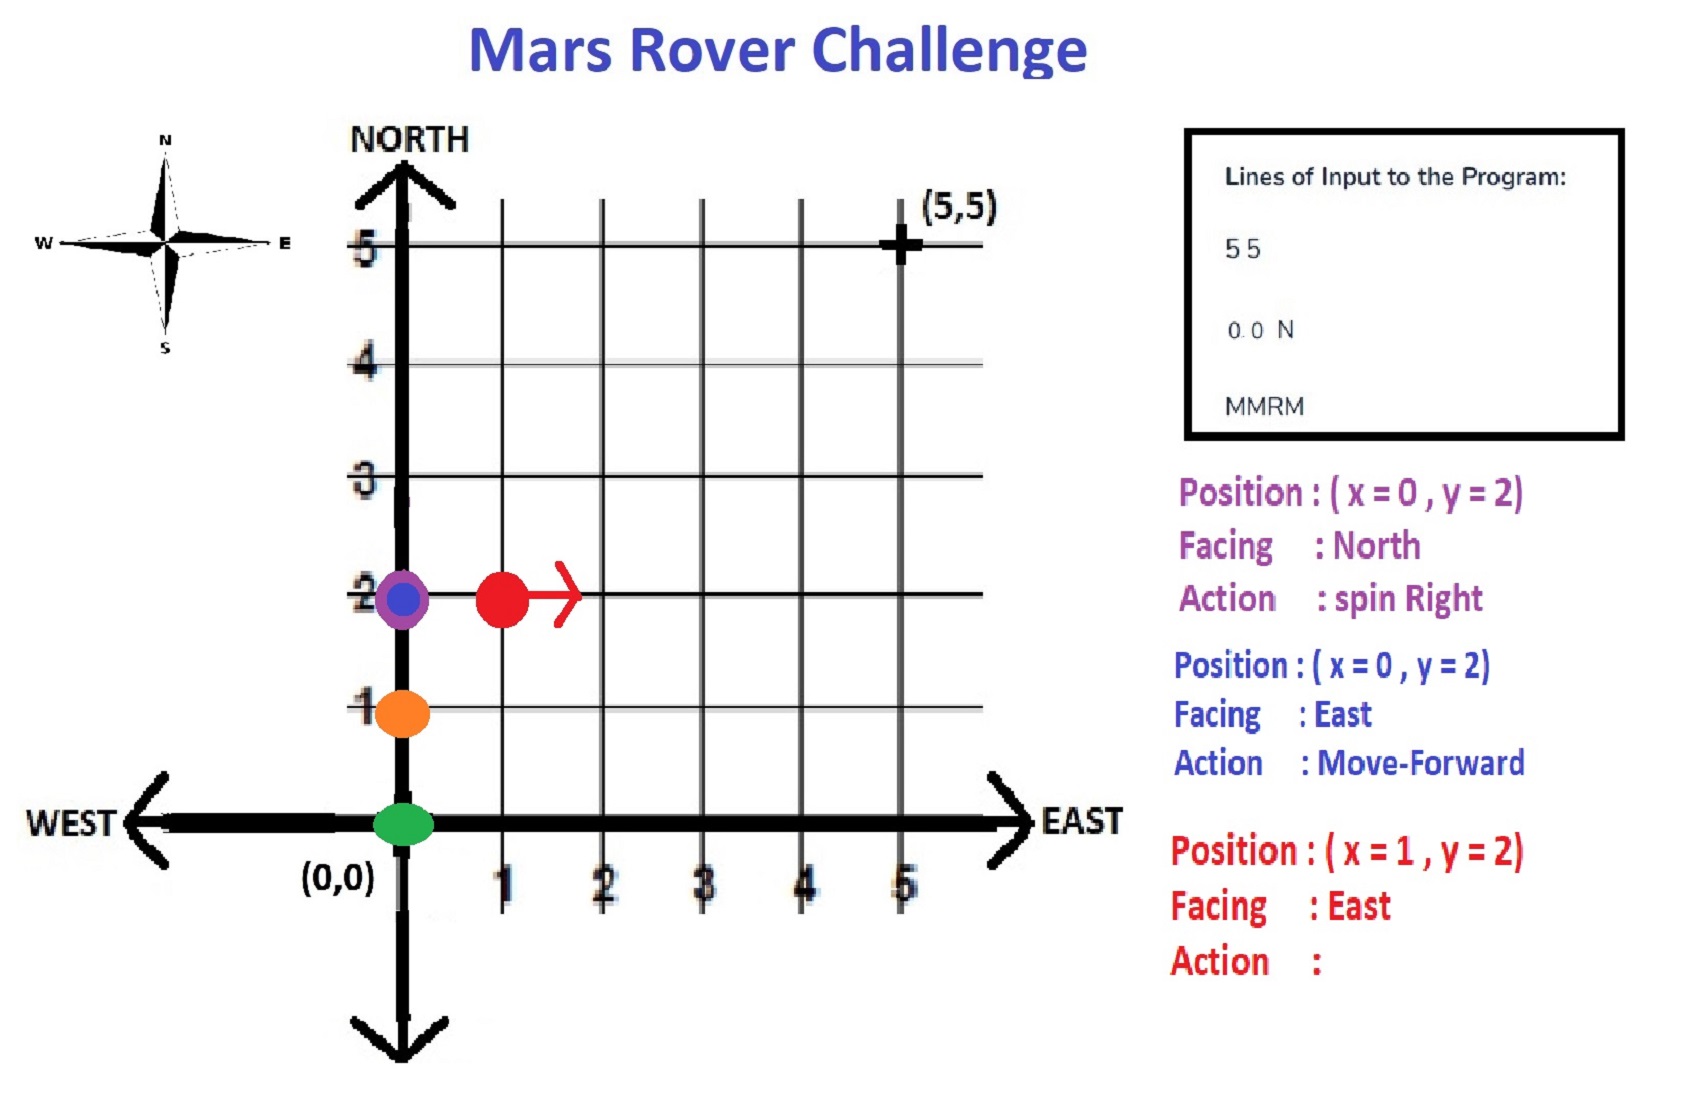 Mars Rover Challenge
N
W
E
S
NORTH
(5,5)
5
4
3
2
1
WEST
EAST
(0,0)
1
2
3
4
5
Lines of Input to the Program:
5 5
0 0 N
MMRM
Position : ( x = 0 , y = 2)
Facing : North
Action : spin Right
Position : ( x = 0 , y = 2)
Facing : East
Action : Move-Forward
Position : ( x = 1 , y = 2)
Facing : East
Action :